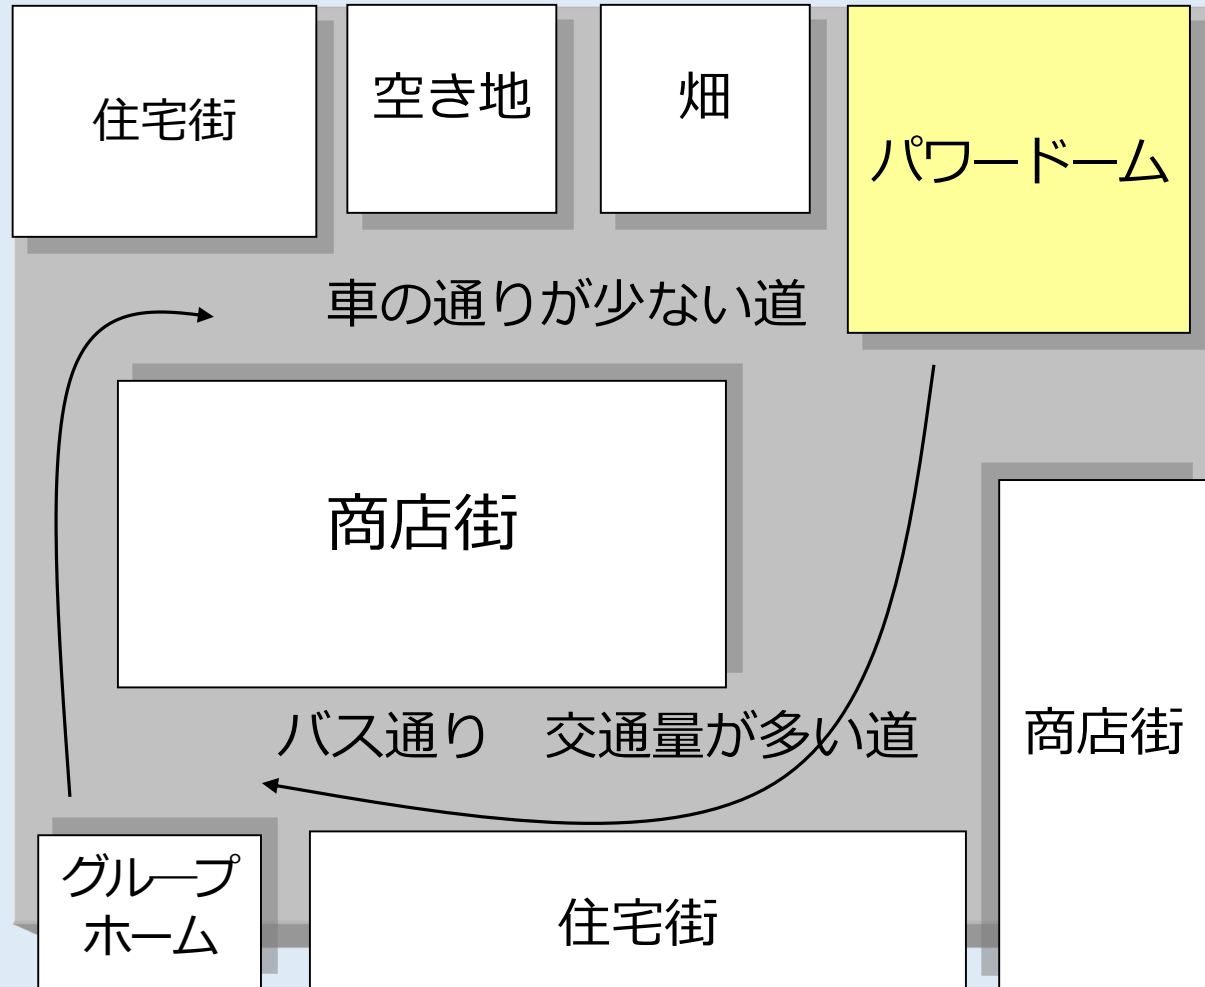 住宅街
空き地
畑
パワードーム
車の通りが少ない道
商店街
バス通り　交通量が多い道
商店街
グループ
ホーム
住宅街